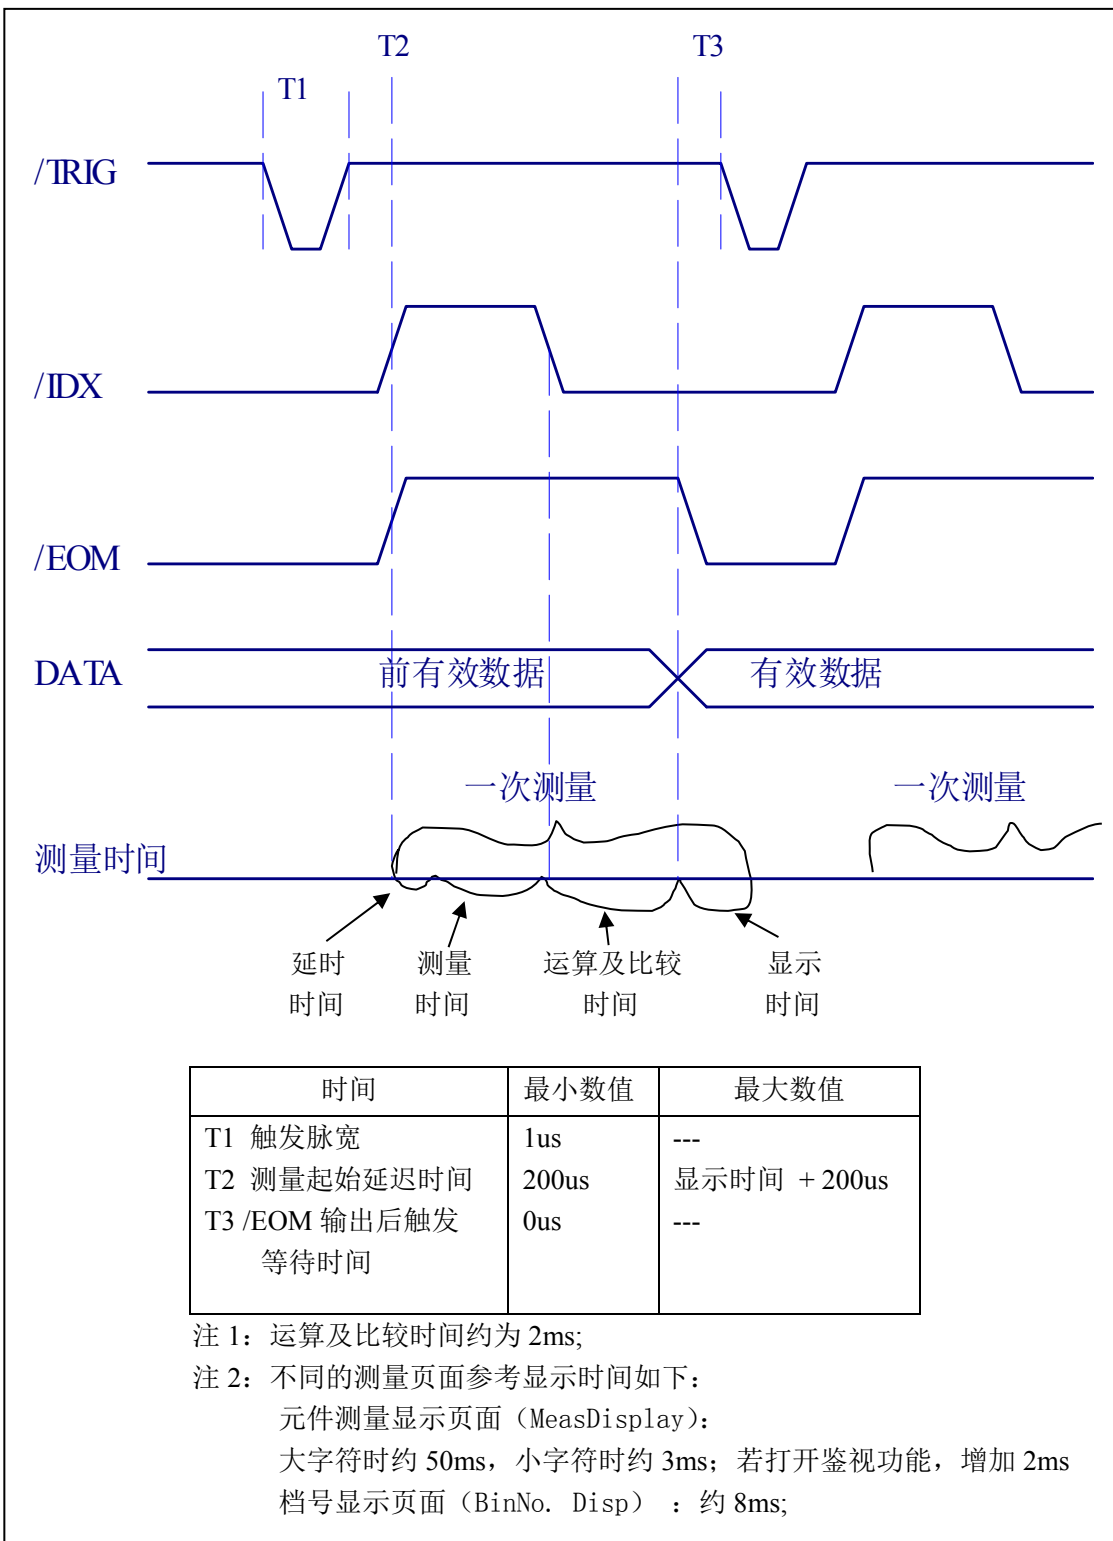 T2 T3
T1
/TRIG
/IDX
/EOM
DATA 前有效数据 有效数据
一次测量 一次测量
测量时间
延时 测量 运算及比较 显示
时间 时间 时间 时间
时间 最小数值 最大数值
T1 触发脉宽 1us ---
T2 测量起始延迟时间 200us 显示时间 + 200us
T3 /EOM 输出后触发 0us ---
等待时间
注 1：运算及比较时间约为 2ms;
注 2：不同的测量页面参考显示时间如下：
元件测量显示页面（MeasDisplay）：
大字符时约 50ms，小字符时约 3ms；若打开鉴视功能，增加 2ms
档号显示页面（BinNo. Disp） ：约 8ms;